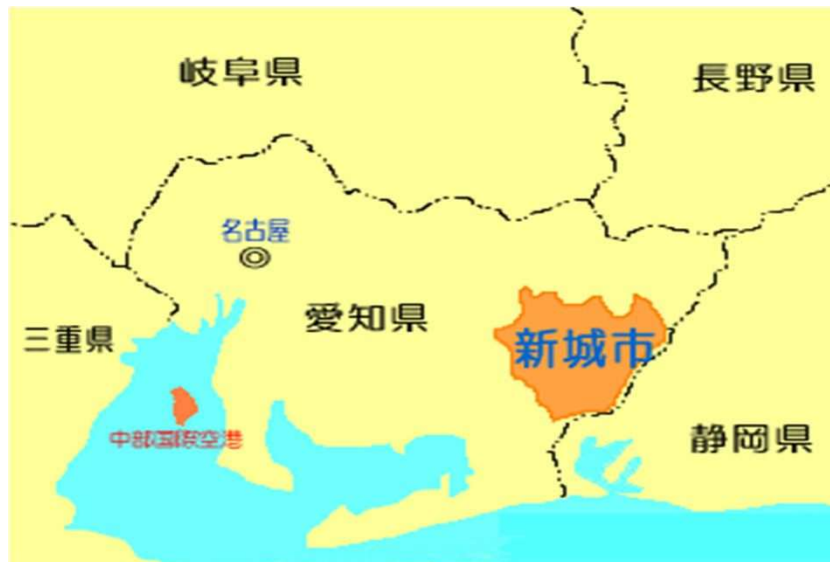 岐阜県
長野県
名古屋
愛知県
三重県
新城市
中部国際空港
静岡県